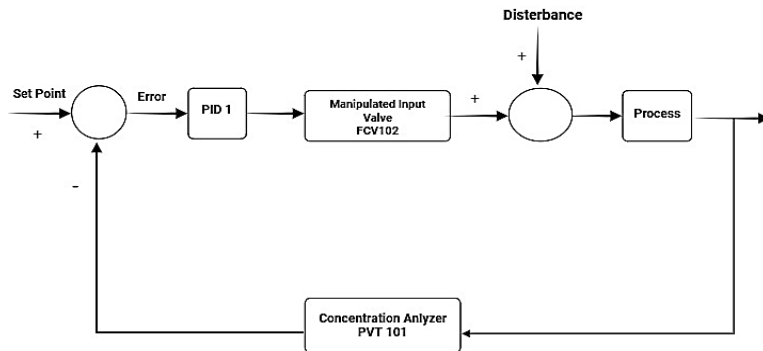 Disterbance
+
Set Point
Error
PID 1
Manipulated Input
Valve
FCV102
+
Process
+
-
Concentration Anlyzer
PVT 101